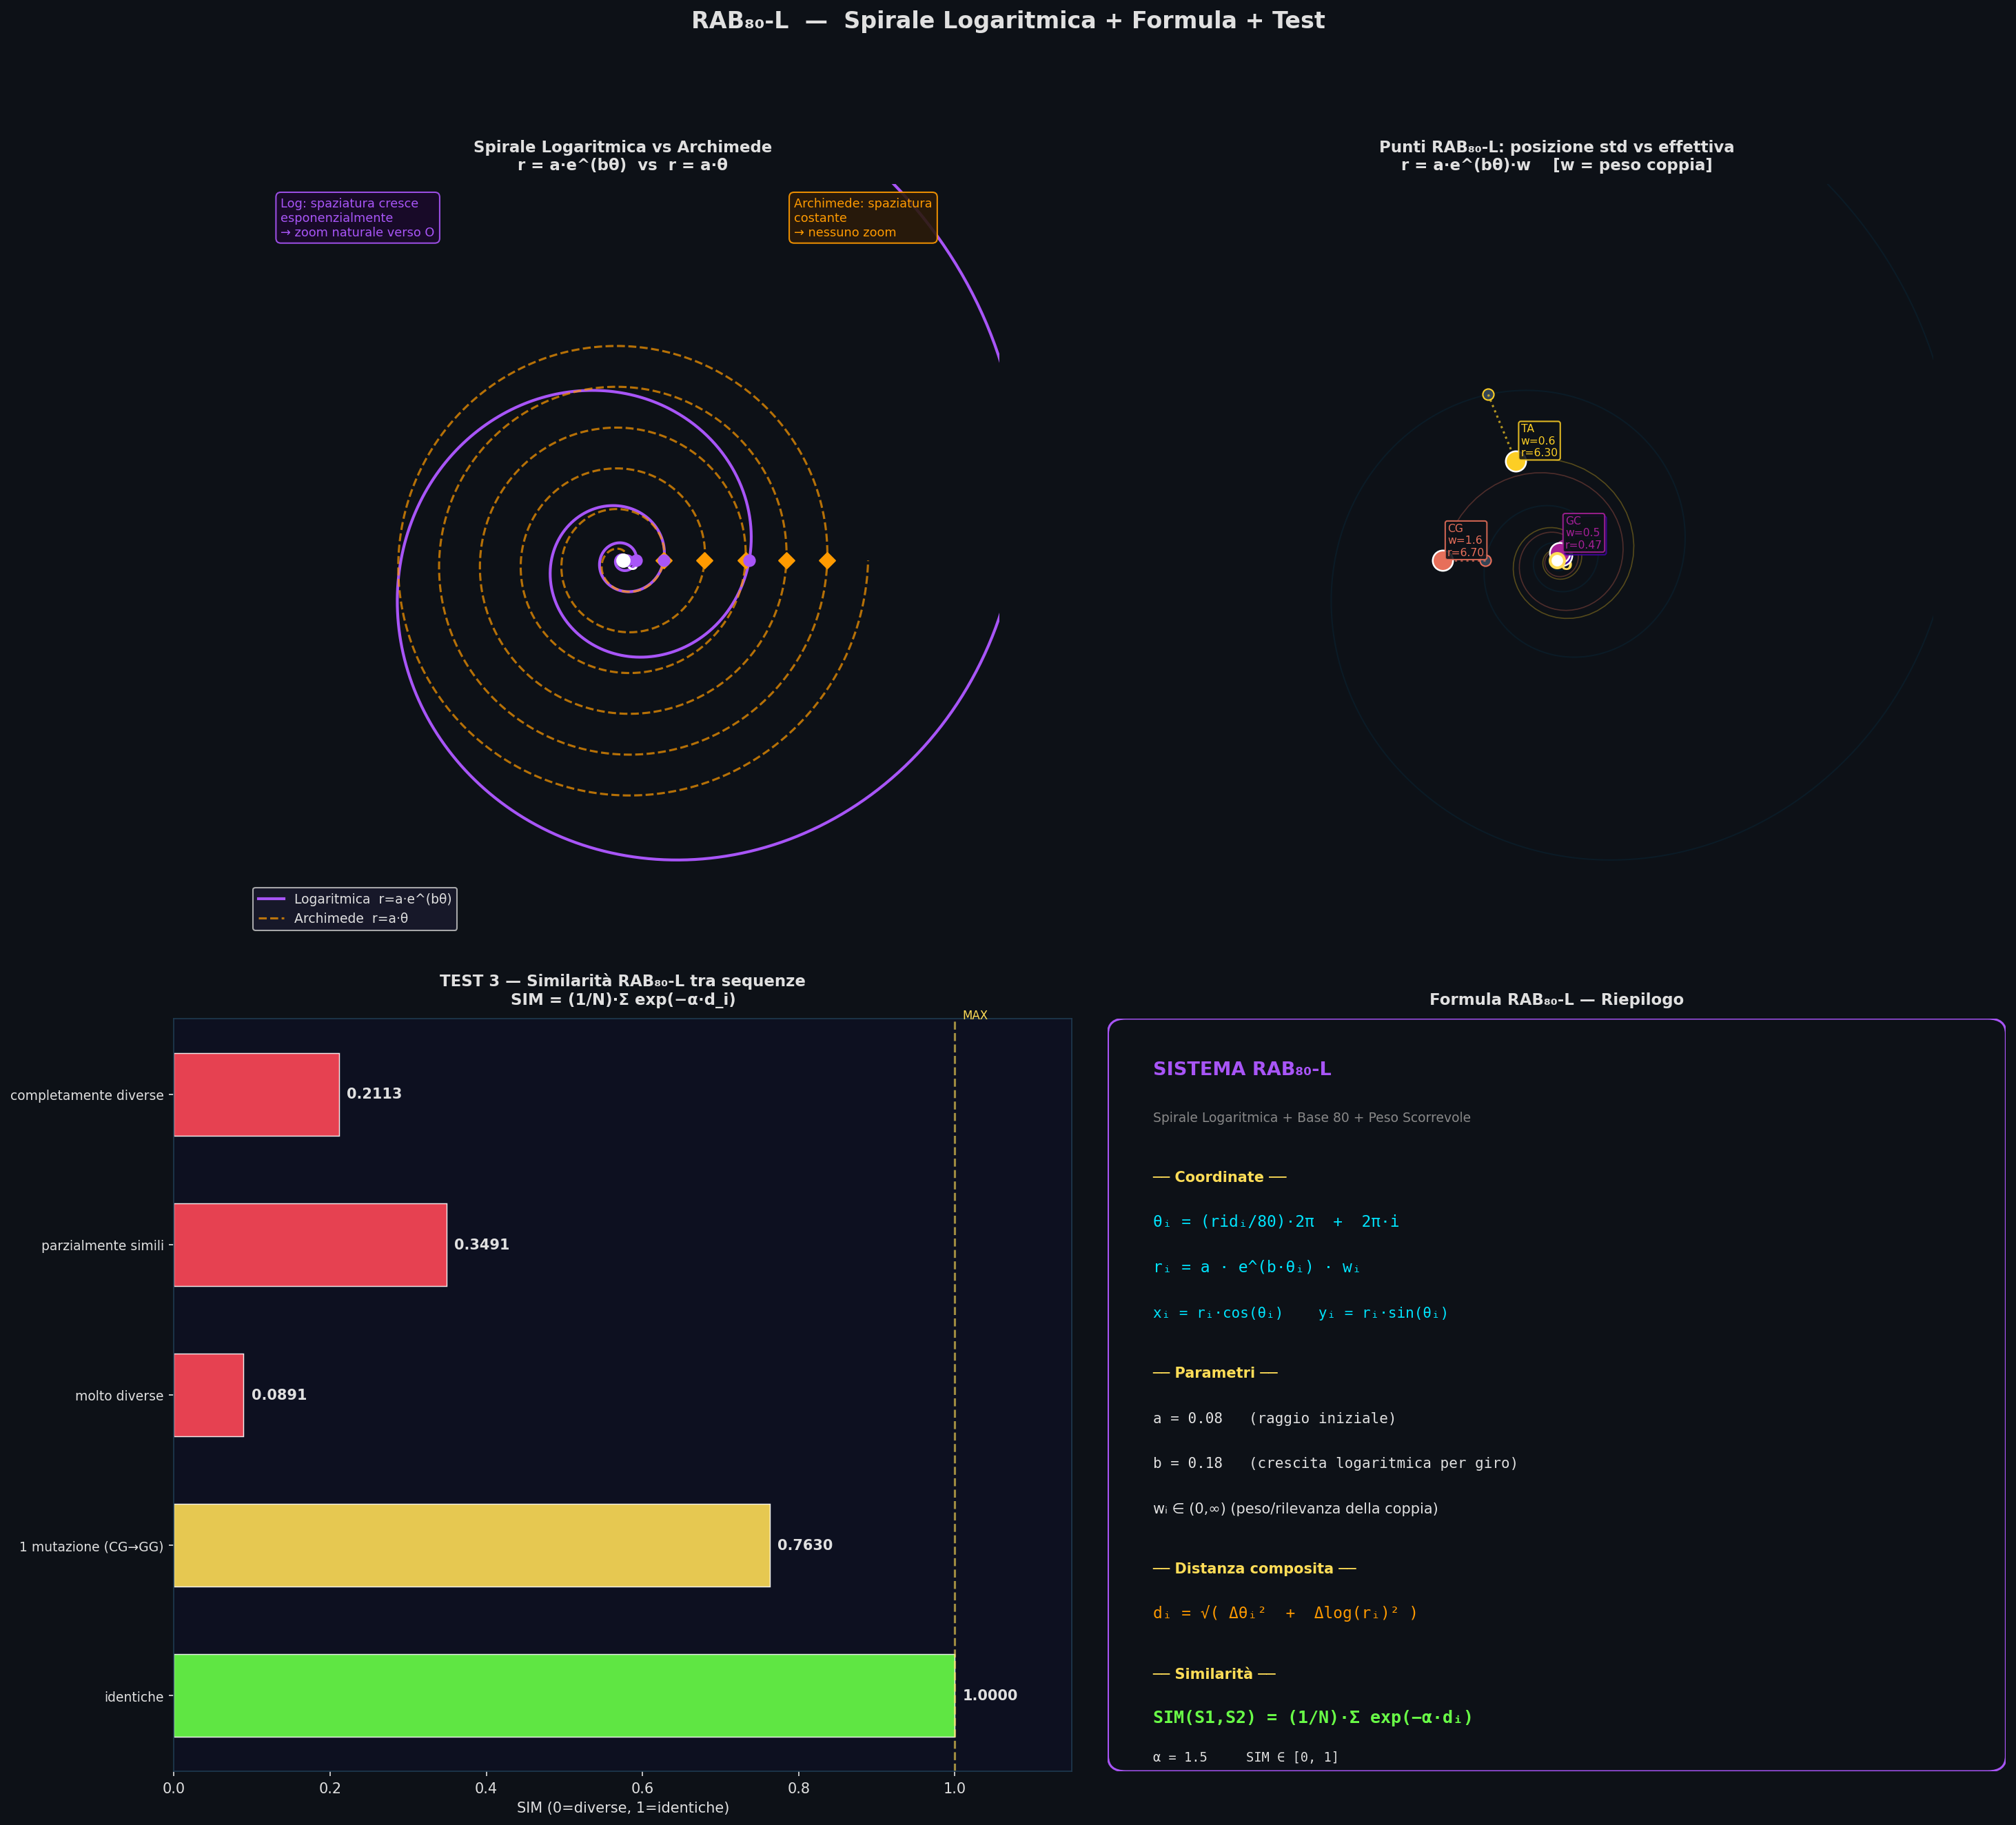 RAB₈₀-L — Spirale Logaritmica + Formula + Test
Spirale Logaritmica vs Archimede
r = a·e^(bθ) vs r = a·θ
Log: spaziatura cresce
esponenzialmente
→ zoom naturale verso O
Archimede: spaziatura
costante
→ nessuno zoom
Logaritmica r=a·e^(bθ)
Archimede r=a·θ
Punti RAB₈₀-L: posizione std vs effettiva
r = a·e^(bθ)·w [w = peso coppia]
TA
w=0.6
r=6.30
GC
w=0.5
r=0.47
CG
w=1.6
r=6.70
TEST 3 — Similarità RAB₈₀-L tra sequenze
SIM = (1/N)·Σ exp(−α·d_i)
MAX
completamente diverse
0.2113
parzialmente simili
0.3491
molto diverse
0.0891
1 mutazione (CG→GG)
0.7630
identiche
1.0000
0.0
0.2
0.4
0.6
0.8
1.0
SIM (0=diverse, 1=identiche)
Formula RAB₈₀-L — Riepilogo
SISTEMA RAB₈₀-L
Spirale Logaritmica + Base 80 + Peso Scorrevole
── Coordinate ──
θᵢ = (ridᵢ/80)·2π + 2π·i
rᵢ = a · e^(b·θᵢ) · wᵢ
xᵢ = rᵢ·cos(θᵢ) yᵢ = rᵢ·sin(θᵢ)
── Parametri ──
a = 0.08 (raggio iniziale)
b = 0.18 (crescita logaritmica per giro)
wᵢ ∈ (0,∞) (peso/rilevanza della coppia)
── Distanza composita ──
dᵢ = √( Δθᵢ² + Δlog(rᵢ)² )
── Similarità ──
SIM(S1,S2) = (1/N)·Σ exp(−α·dᵢ)
α = 1.5 SIM ∈ [0, 1]